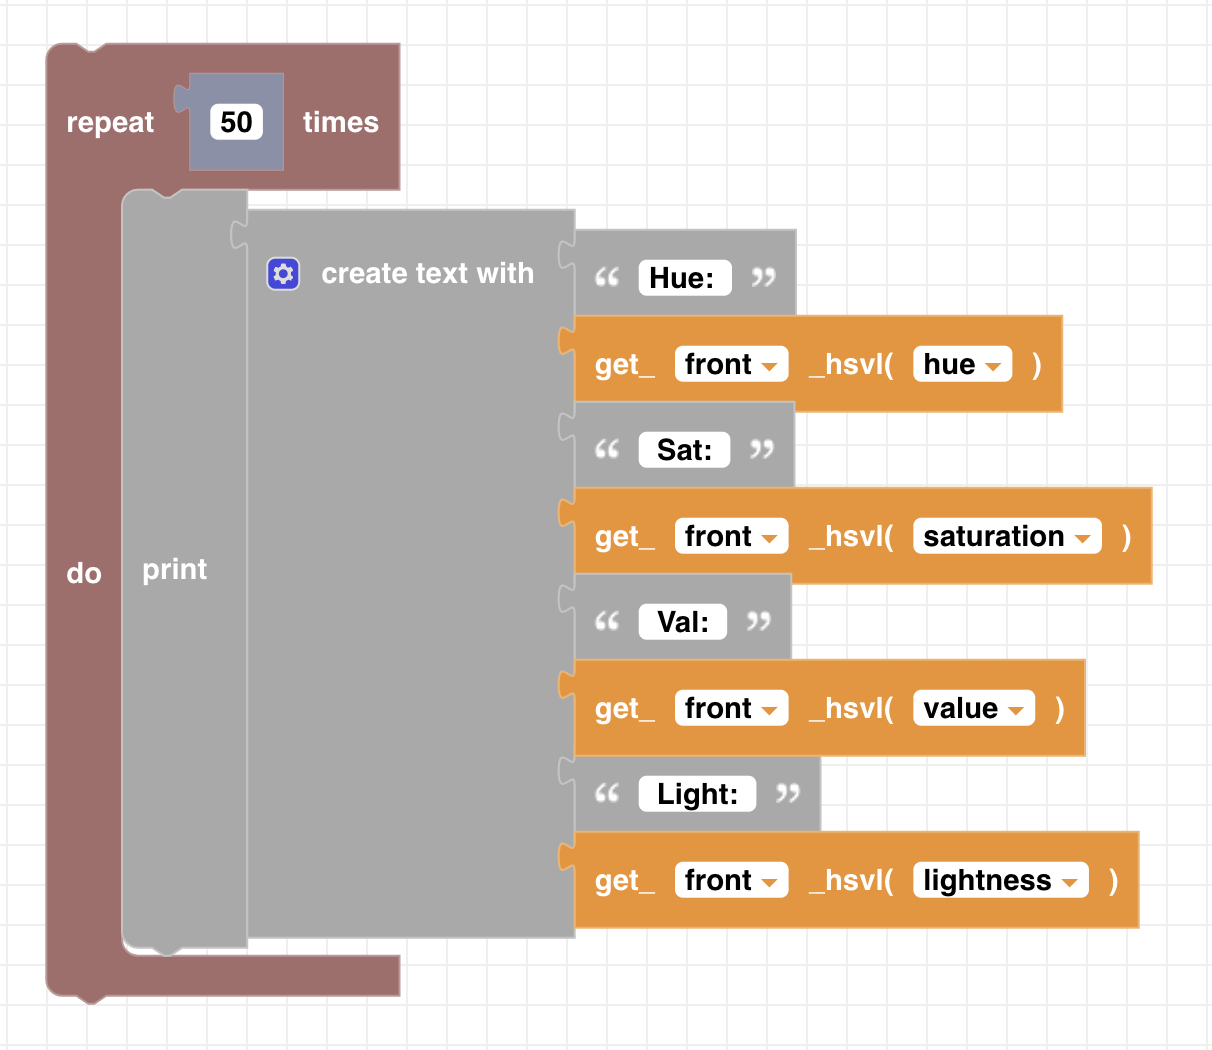 repeat 50 times
create text with “ Hue: ”
get_ front _hsvl( hue )
“ Sat: ”
get_ front _hsvl( saturation )
do print
“ Val: ”
get_ front _hsvl( value )
“ Light: ”
get_ front _hsvl( lightness )